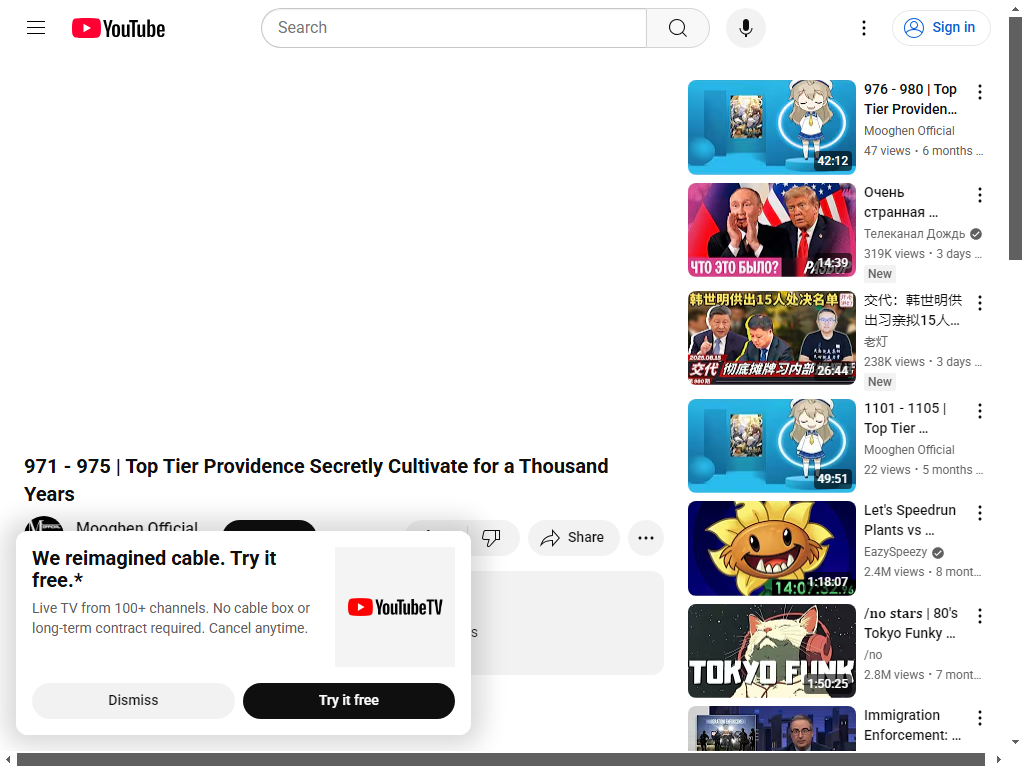 YouTube
Search
Sign in
976 - 980 | Top
Tier Providen…
Mooghen Official
47 views • 6 months …
42:12
Очень
странная …
Телеканал Дождь
319K views • 3 days …
New
ЧТО ЭТО БЫЛО?
14:39
交代：韩世明供
出习亲拟15人…
老灯
238K views • 3 days …
New
韩世明供出15人处决名单
2025.08.15
交代
彻底摊牌习内部
26:44
1101 - 1105 |
Top Tier …
Mooghen Official
22 views • 5 months …
49:51
971 - 975 | Top Tier Providence Secretly Cultivate for a Thousand
Years
Mooghen Official
Share
Let's Speedrun
Plants vs …
EazySpeezy
2.4M views • 8 mont…
1:18:07
We reimagined cable. Try it
free.*
Live TV from 100+ channels. No cable box or
long-term contract required. Cancel anytime.
YouTubeTV
Dismiss
Try it free
/no stars | 80's
Tokyo Funky …
/no
2.8M views • 7 mont…
TOKYO FUNK
1:50:25
Immigration
Enforcement: …